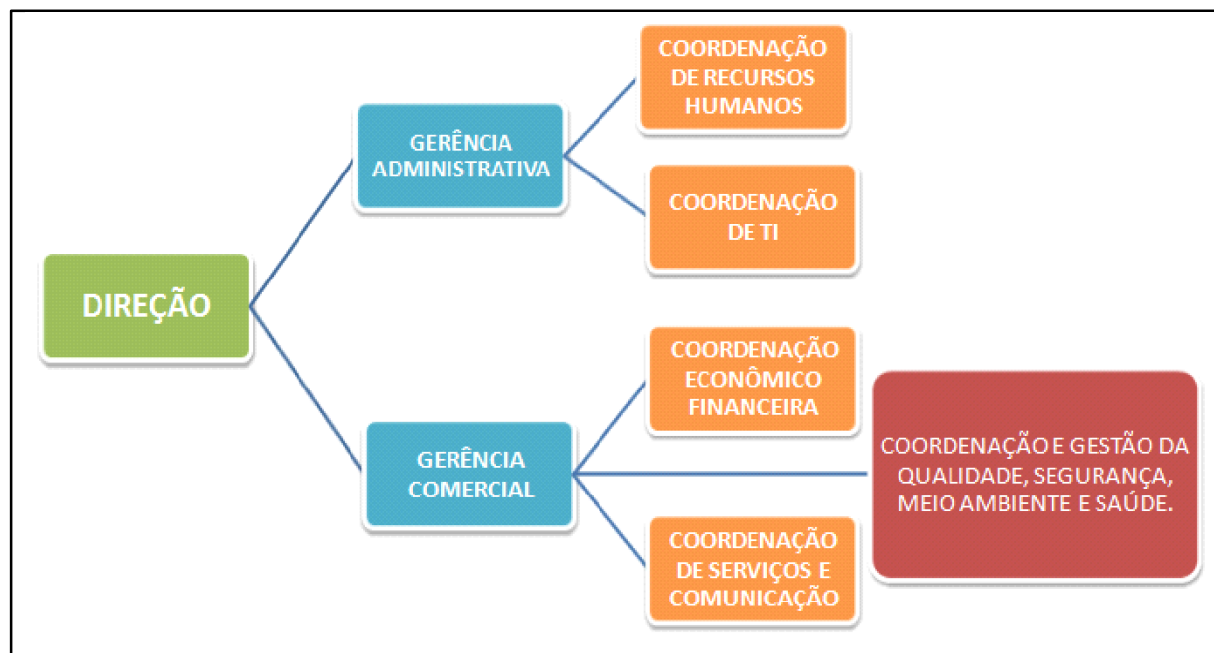 COORDENAÇÃO
DE RECURSOS
HUMANOS
GERÊNCIA
ADMINISTRATIVA
COORDENAÇÃO
DE TI
DIREÇÃO
COORDENAÇÃO
ECONÔMICO
FINANCEIRA
GERÊNCIA
COMERCIAL
COORDENAÇÃO E GESTÃO DA
QUALIDADE, SEGURANÇA,
MEIO AMBIENTE E SAÚDE.
COORDENAÇÃO
DE SERVIÇOS E
COMUNICAÇÃO